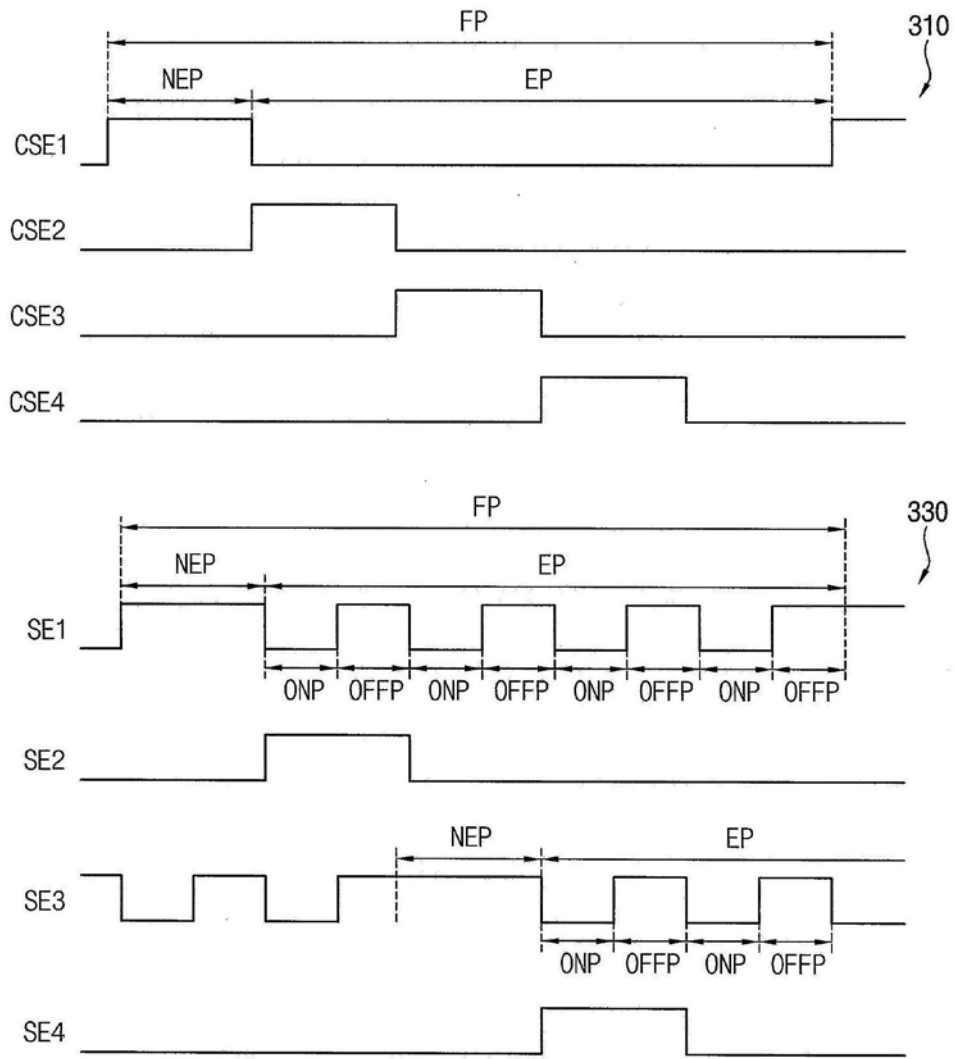 FP
310
NEP
EP
CSE1
CSE2
CSE3
CSE4
FP
330
NEP
EP
SE1
ONP OFFP ONP OFFP ONP OFFP ONP OFFP
SE2
NEP
EP
SE3
ONP OFFP ONP OFFP
SE4